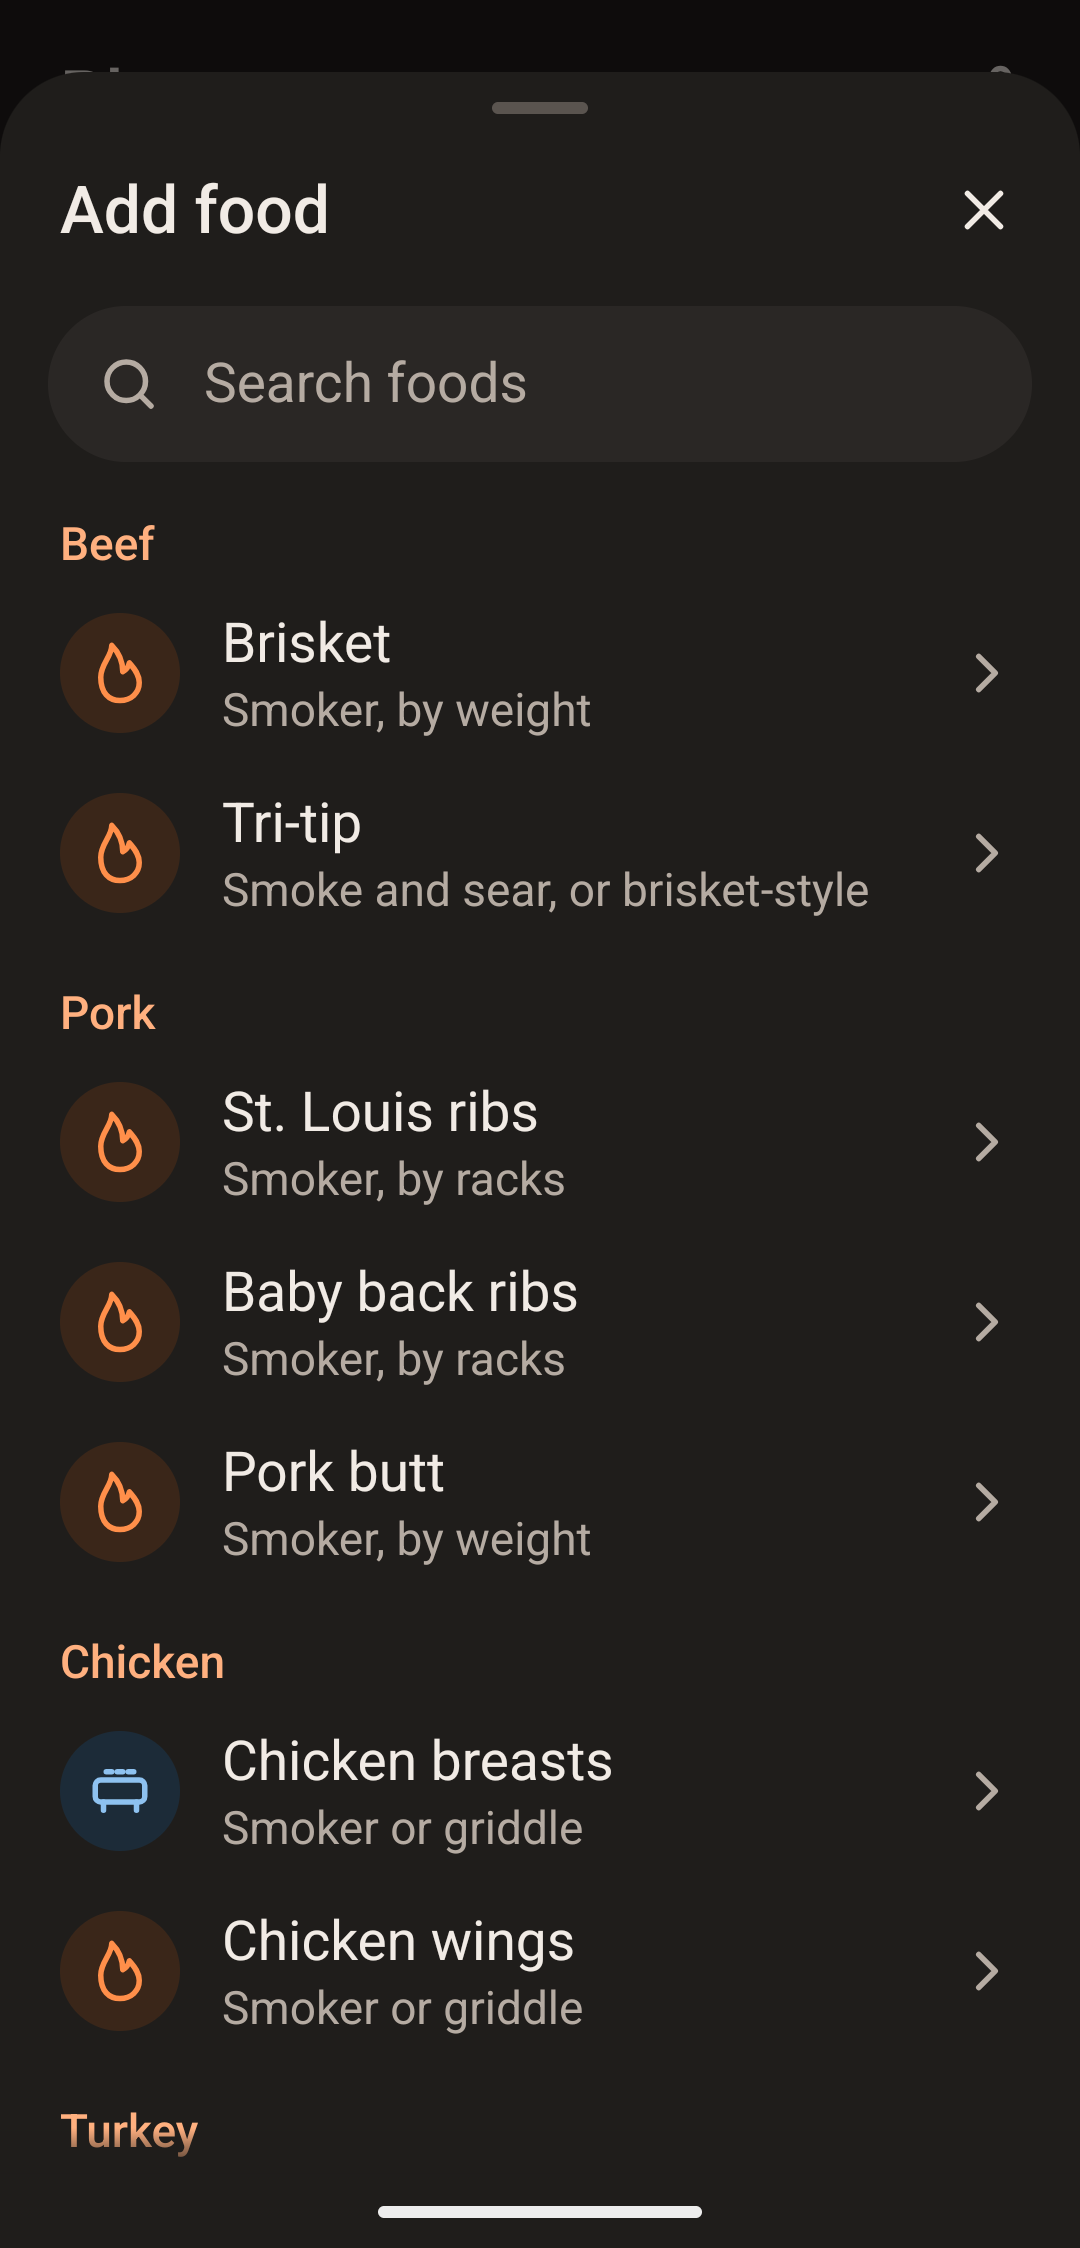 Add food
Search foods
Beef
Brisket
Smoker, by weight
Tri-tip
Smoke and sear, or brisket-style
Pork
St. Louis ribs
Smoker, by racks
Baby back ribs
Smoker, by racks
Pork butt
Smoker, by weight
Chicken
Chicken breasts
Smoker or griddle
Chicken wings
Smoker or griddle
Turkey